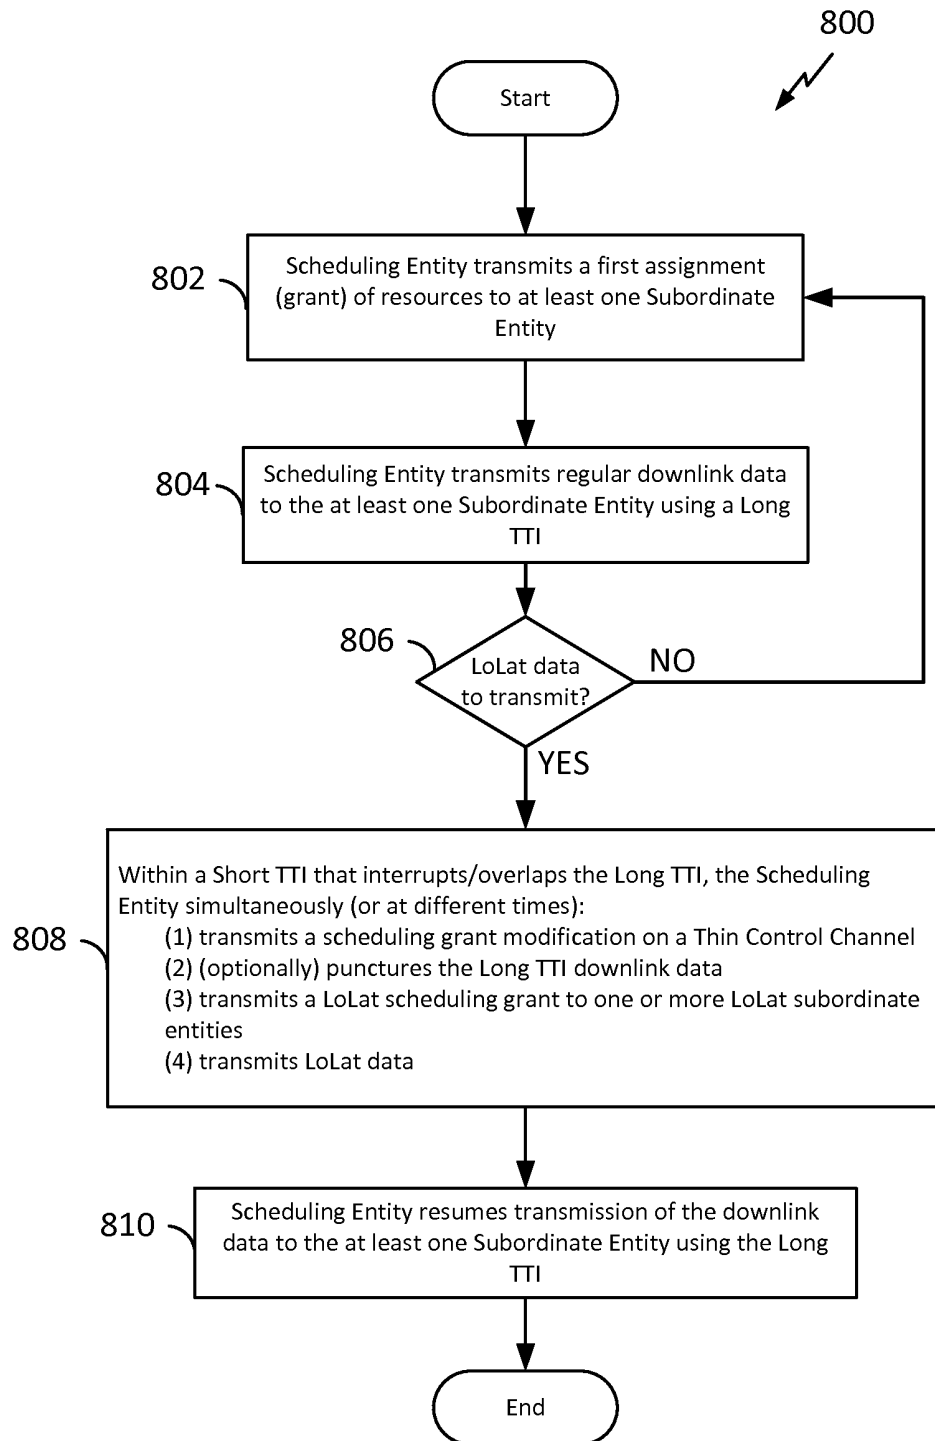 800
Start
802
Scheduling Entity transmits a first assignment
(grant) of resources to at least one Subordinate
Entity
804
Scheduling Entity transmits regular downlink data
to the at least one Subordinate Entity using a Long
TTI
806
LoLat data
to transmit?
NO
YES
808
Within a Short TTI that interrupts/overlaps the Long TTI, the Scheduling
Entity simultaneously (or at different times):
(1) transmits a scheduling grant modification on a Thin Control Channel
(2) (optionally) punctures the Long TTI downlink data
(3) transmits a LoLat scheduling grant to one or more LoLat subordinate
entities
(4) transmits LoLat data
810
Scheduling Entity resumes transmission of the downlink
data to the at least one Subordinate Entity using the Long
TTI
End